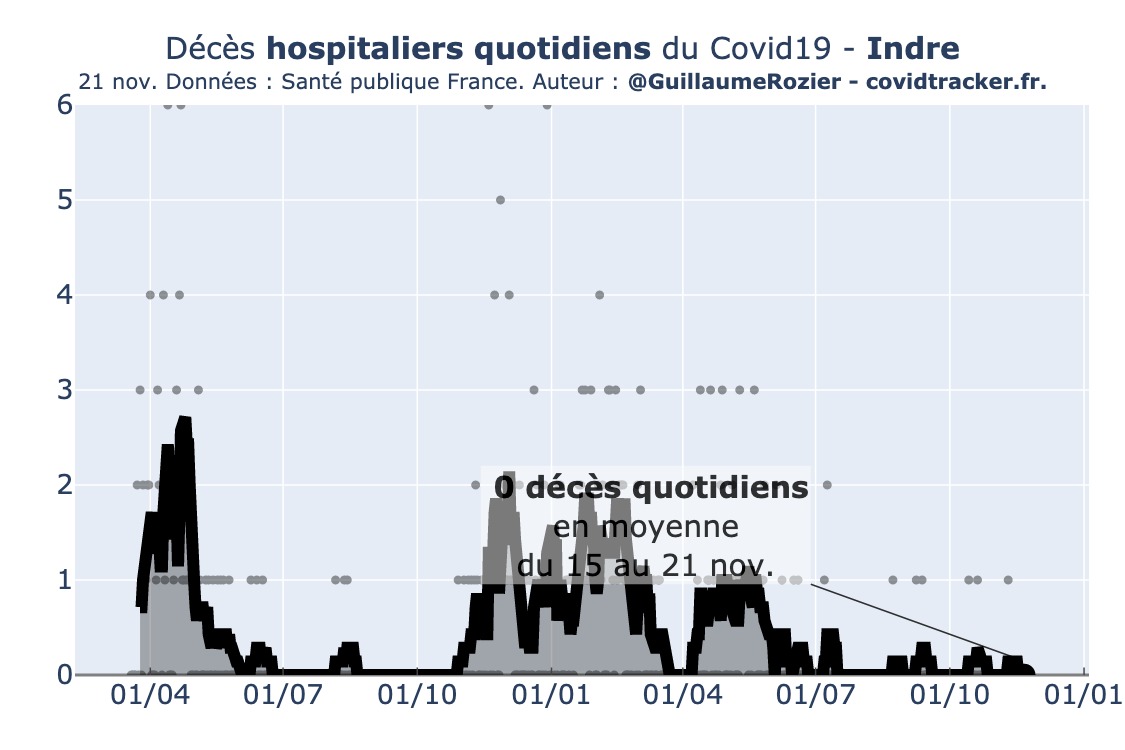 Décès hospitaliers quotidiens du Covid19 - Indre
21 nov. Données : Santé publique France. Auteur : @GuillaumeRozier - covidtracker.fr.
6
5
4
3
2
1
0
0 décès quotidiens
en moyenne
du 15 au 21 nov.
01/04 01/07 01/10 01/01 01/04 01/07 01/10 01/01